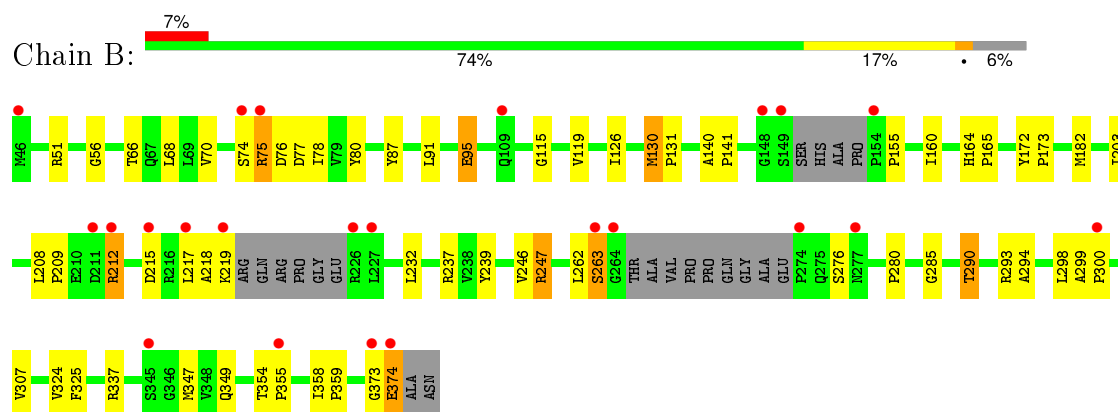 7%
Chain B:
74% 17% • 6%
M46 R51 G56 T66 Q67 L68 L69 V70 S74 R75 D76 D77 I78 V79 Y80 Y87 L91 E95 Q109 G115 V119 I126 M130 P131 A140 P141 G148 S149 SER HIS ALA PRO P154 P155 I160 H164 P165 Y172 P173 M182
L208 P209 E210 D211 R212 D215 R216 L217 A218 K219 ARG GLN ARG PRO GLY GLU R226 L227 L232 R237 V238 Y239 V246 R247 L262 S263 G264 THR ALA VAL PRO PRO GLN GLY ALA GLU P274 Q275 S276 N277 P280 G285 T290 R293 A294 L298 A299 P300
V307 V324 F325 R337 S345 G346 M347 V348 Q349 T354 P355 I358 P359 G373 E374 ALA ASN